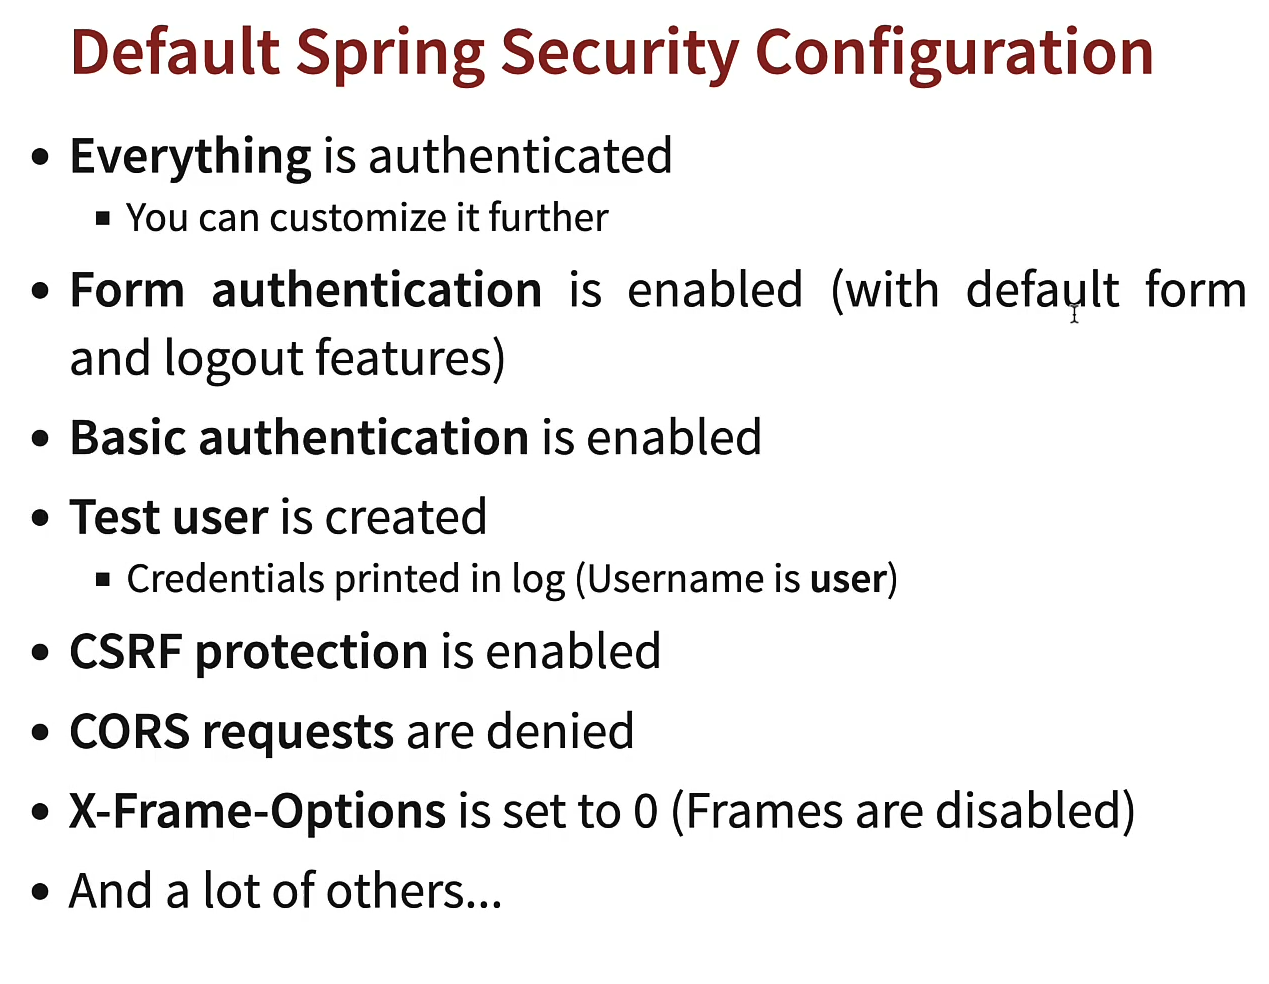 Default Spring Security Configuration
• Everything is authenticated
▪ You can customize it further
• Form authentication is enabled (with default form
and logout features)
• Basic authentication is enabled
• Test user is created
▪ Credentials printed in log (Username is user)
• CSRF protection is enabled
• CORS requests are denied
• X-Frame-Options is set to 0 (Frames are disabled)
• And a lot of others...